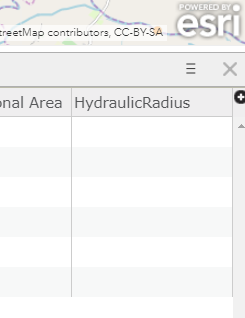 POWERED BY
esri
treetMap contributors, CC-BY-SA
onal Area HydraulicRadius